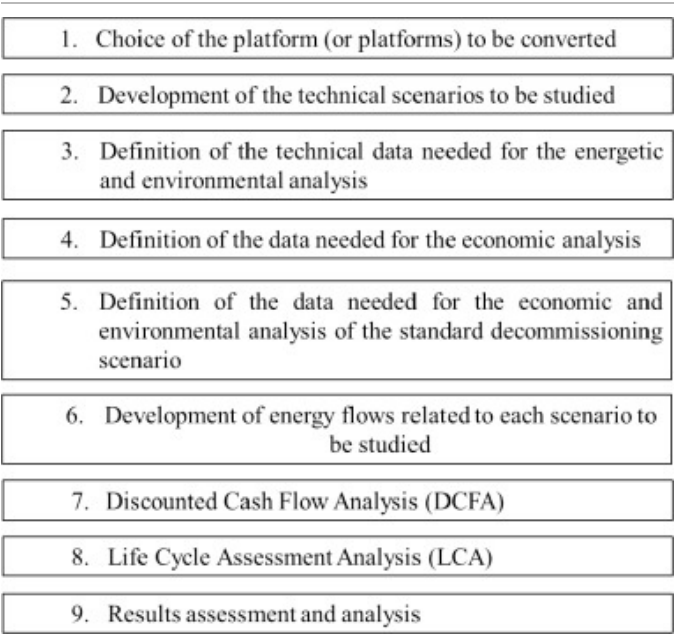 1. Choice of the platform (or platforms) to be converted
2. Development of the technical scenarios to be studied
3. Definition of the technical data needed for the energetic
and environmental analysis
4. Definition of the data needed for the economic analysis
5. Definition of the data needed for the economic and
environmental analysis of the standard decommissioning
scenario
6. Development of energy flows related to each scenario to
be studied
7. Discounted Cash Flow Analysis (DCFA)
8. Life Cycle Assessment Analysis (LCA)
9. Results assessment and analysis